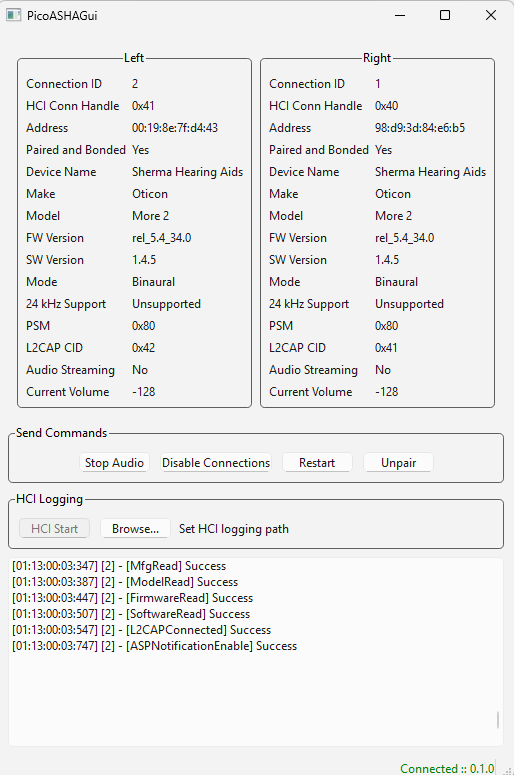 PicoASHAGui
Left
Connection ID 2
HCI Conn Handle 0x41
Address 00:19:8e:7f:d4:43
Paired and Bonded Yes
Device Name Sherma Hearing Aids
Make Oticon
Model More 2
FW Version rel_5.4_34.0
SW Version 1.4.5
Mode Binaural
24 kHz Support Unsupported
PSM 0x80
L2CAP CID 0x42
Audio Streaming No
Current Volume -128
Right
Connection ID 1
HCI Conn Handle 0x40
Address 98:d9:3d:84:e6:b5
Paired and Bonded Yes
Device Name Sherma Hearing Aids
Make Oticon
Model More 2
FW Version rel_5.4_34.0
SW Version 1.4.5
Mode Binaural
24 kHz Support Unsupported
PSM 0x80
L2CAP CID 0x41
Audio Streaming No
Current Volume -128
Send Commands
Stop Audio Disable Connections Restart Unpair
HCI Logging
HCI Start Browse... Set HCI logging path
[01:13:00:03:347] [2] - [MfgRead] Success
[01:13:00:03:387] [2] - [ModelRead] Success
[01:13:00:03:447] [2] - [FirmwareRead] Success
[01:13:00:03:507] [2] - [SoftwareRead] Success
[01:13:00:03:547] [2] - [L2CAPConnected] Success
[01:13:00:03:747] [2] - [ASPNotificationEnable] Success
Connected :: 0.1.0